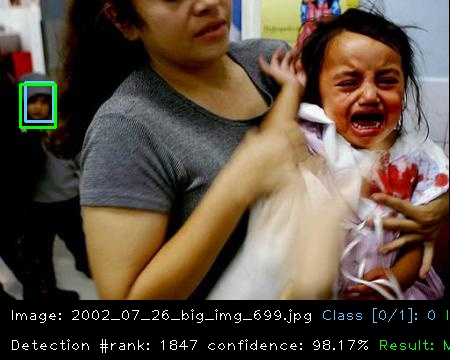 Image: 2002_07_26_big_img_699.jpg Class [0/1]: 0
Detection #rank: 1847 confidence: 98.17% Result: M